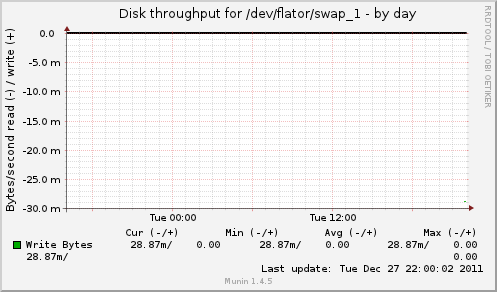 Disk throughput for /dev/flator/swap_1 - by day
RRDTOOL / TOBI OETIKER
Bytes/second read (-) / write (+)
0.0
-5.0 m
-10.0 m
-15.0 m
-20.0 m
-25.0 m
-30.0 m
Tue 00:00 Tue 12:00
Cur (-/+) Min (-/+) Avg (-/+) Max (-/+)
Write Bytes 28.87m/ 0.00 28.87m/ 0.00 28.87m/ 0.00
28.87m/ 0.00
Last update: Tue Dec 27 22:00:02 2011
Munin 1.4.5